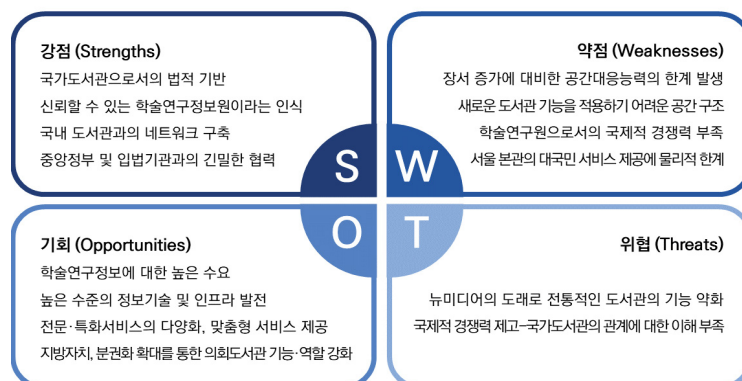 강점 (Strengths)
국가도서관으로서의 법적 기반
신뢰할 수 있는 학술연구정보원이라는 인식
국내 도서관과의 네트워크 구축
중앙정부 및 입법기관과의 긴밀한 협력
약점 (Weaknesses)
장서 증가에 대비한 공간대응능력의 한계 발생
새로운 도서관 기능을 적용하기 어려운 공간 구조
학술연구원으로서의 국제적 경쟁력 부족
서울 본관의 대국민 서비스 제공에 물리적 한계
S W
O T
기회 (Opportunities)
학술연구정보에 대한 높은 수요
높은 수준의 정보기술 및 인프라 발전
전문·특화서비스의 다양화, 맞춤형 서비스 제공
지방자치, 분권화 확대를 통한 의회도서관 기능·역할 강화
위협 (Threats)
뉴미디어의 도래로 전통적인 도서관의 기능 약화
국제적 경쟁력 제고–국가도서관의 관계에 대한 이해 부족